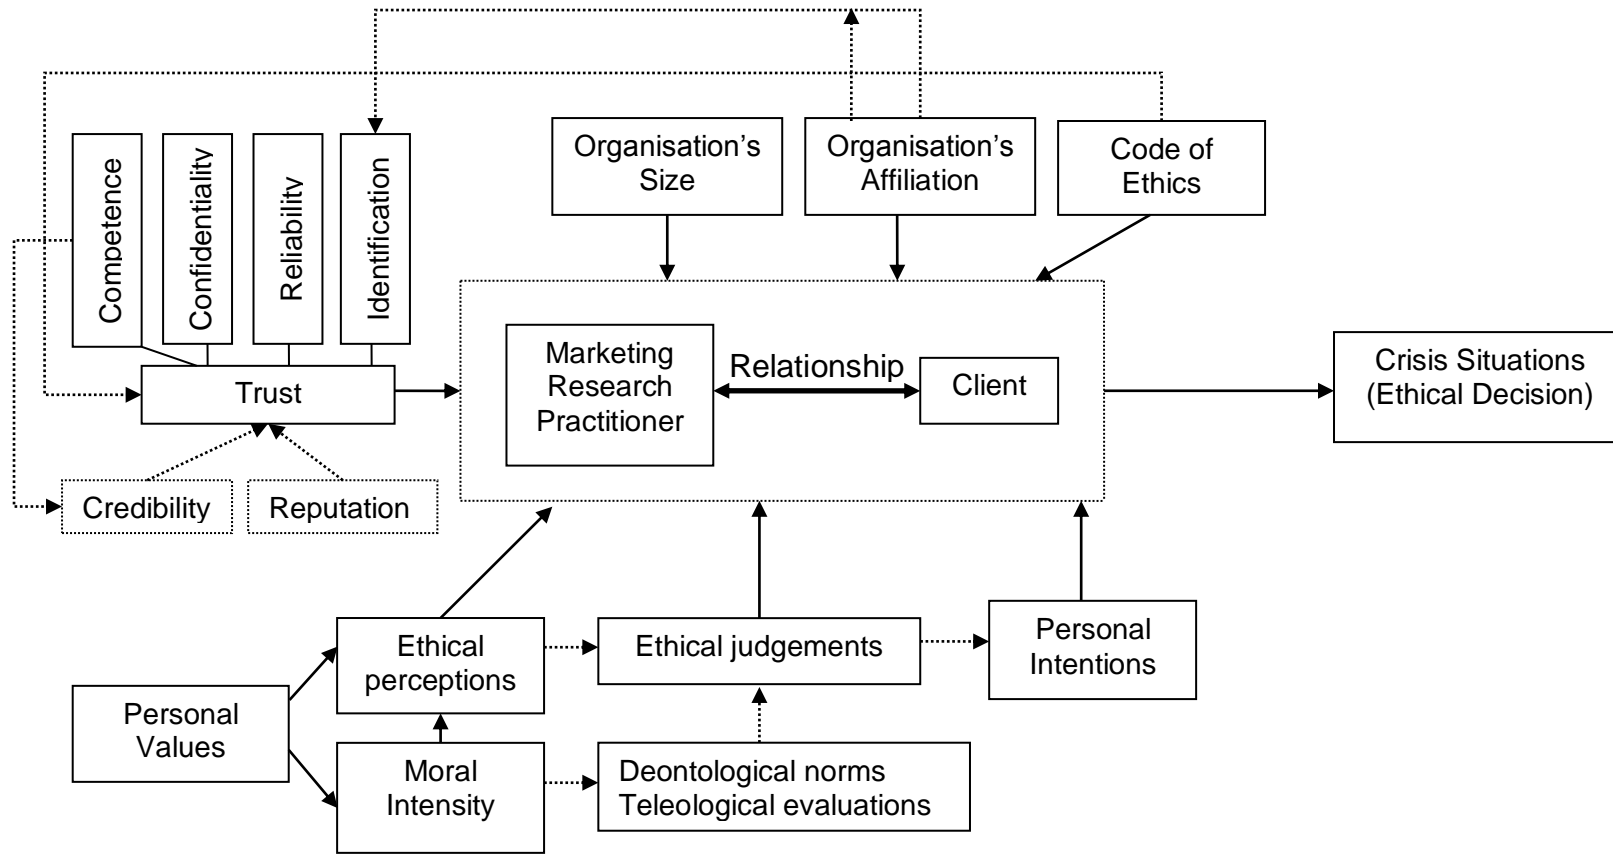 Competence
Confidentiality
Reliability
Identification
Organisation's
Size
Organisation's
Affiliation
Code of
Ethics
Trust
Credibility
Reputation
Marketing
Research
Practitioner
Relationship
Client
Crisis Situations
(Ethical Decision)
Ethical
perceptions
Ethical judgements
Personal
Intentions
Personal
Values
Moral
Intensity
Deontological norms
Teleological evaluations